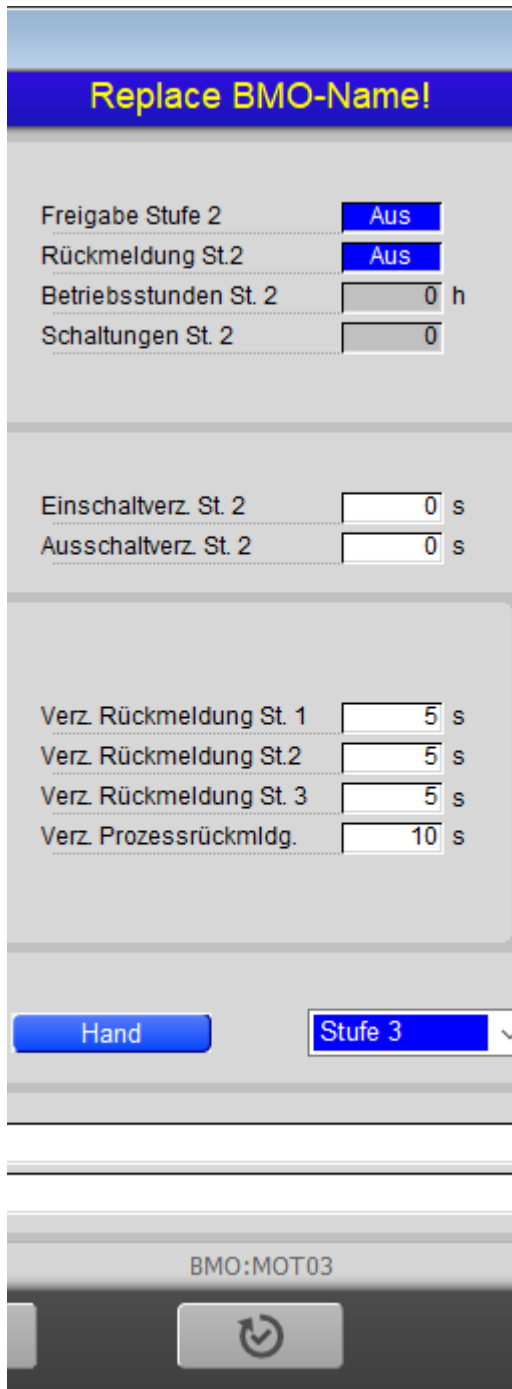 Replace BMO-Name!
Freigabe Stufe 2 Aus
Rückmeldung St.2 Aus
Betriebsstunden St. 2 0 h
Schaltungen St. 2 0
Einschaltverz. St. 2 0 s
Ausschaltverz. St. 2 0 s
Verz. Rückmeldung St. 1 5 s
Verz. Rückmeldung St.2 5 s
Verz. Rückmeldung St. 3 5 s
Verz. Prozessrückmldg. 10 s
Hand Stufe 3
BMO:MOT03